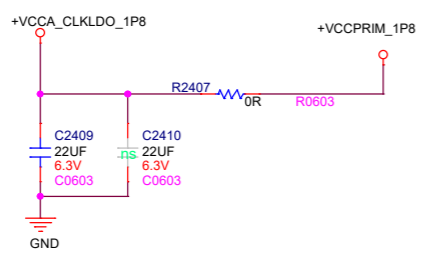 +VCCA_CLKLDO_1P8
+VCCPRIM_1P8
R2407
0R
R0603
C2409
22UF
6.3V
C0603
ns
C2410
22UF
6.3V
C0603
GND